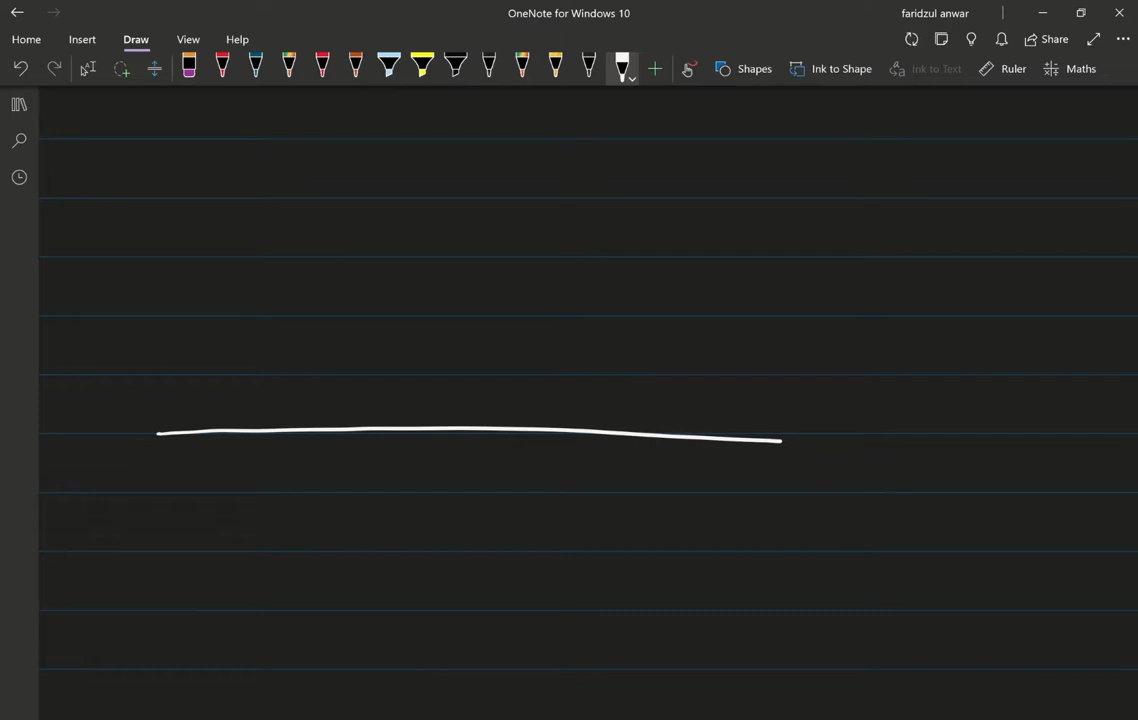 OneNote for Windows 10
faridzul anwar
Home Insert Draw View Help
Share
Shapes Ink to Shape Ink to Text Ruler Maths